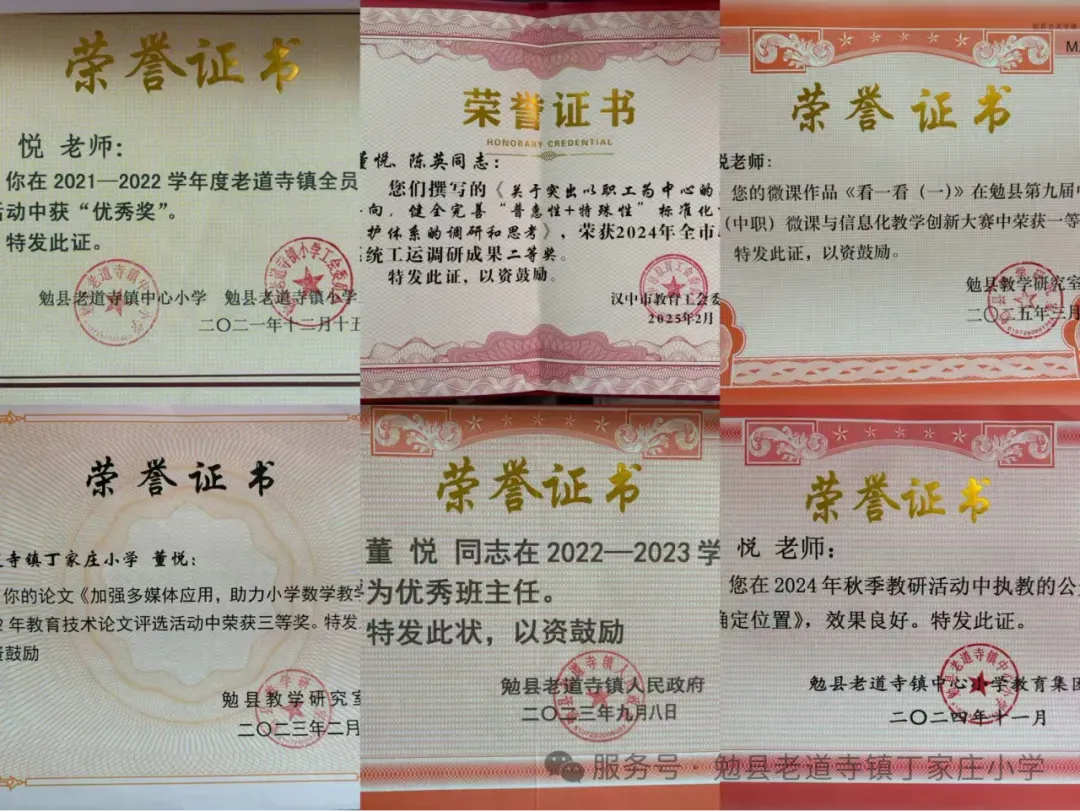 荣誉证书
悦 老师:
你在 2021—2022 学年度老道寺镇全员
活动中获“优秀奖”。
特发此证。
勉县老道寺镇中心小学 勉县老道寺镇小学
二〇二一年十二月十五
荣誉证书
HONORARY CREDENTIAL
董悦、陈英同志:
您们撰写的《关于突出以职工为中心的
向,健全完善“普惠性+特殊性”标准化
护体系的调研和思考》,荣获2024年全市
系统工运调研成果二等奖。
特发此证,以资鼓励。
汉中市教育工会委
2025年2月
荣誉证书
悦老师:
您的微课作品《看一看(一)》在勉县第九届
(中职)微课与信息化教学创新大赛中荣获一等
特发此证,以资鼓励。
勉县教学研究室
二〇二五年三月
荣誉证书
寺镇丁家庄小学 董悦:
你的论文《加强多媒体应用,助力小学数学教学
2 年教育技术论文评选活动中荣获三等奖。特发
资鼓励
勉县教学研究室
二〇二三年二月
荣誉证书
董 悦 同志在 2022—2023 学
为优秀班主任。
特发此状,以资鼓励
勉县老道寺镇人民政府
二〇二三年九月八日
荣誉证书
悦 老师:
您在 2024 年秋季教研活动中执教的公
确定位置》,效果良好。特发此证。
勉县老道寺镇中心小学教育集团
二〇二四年十一月
服务号 · 勉县老道寺镇丁家庄小学